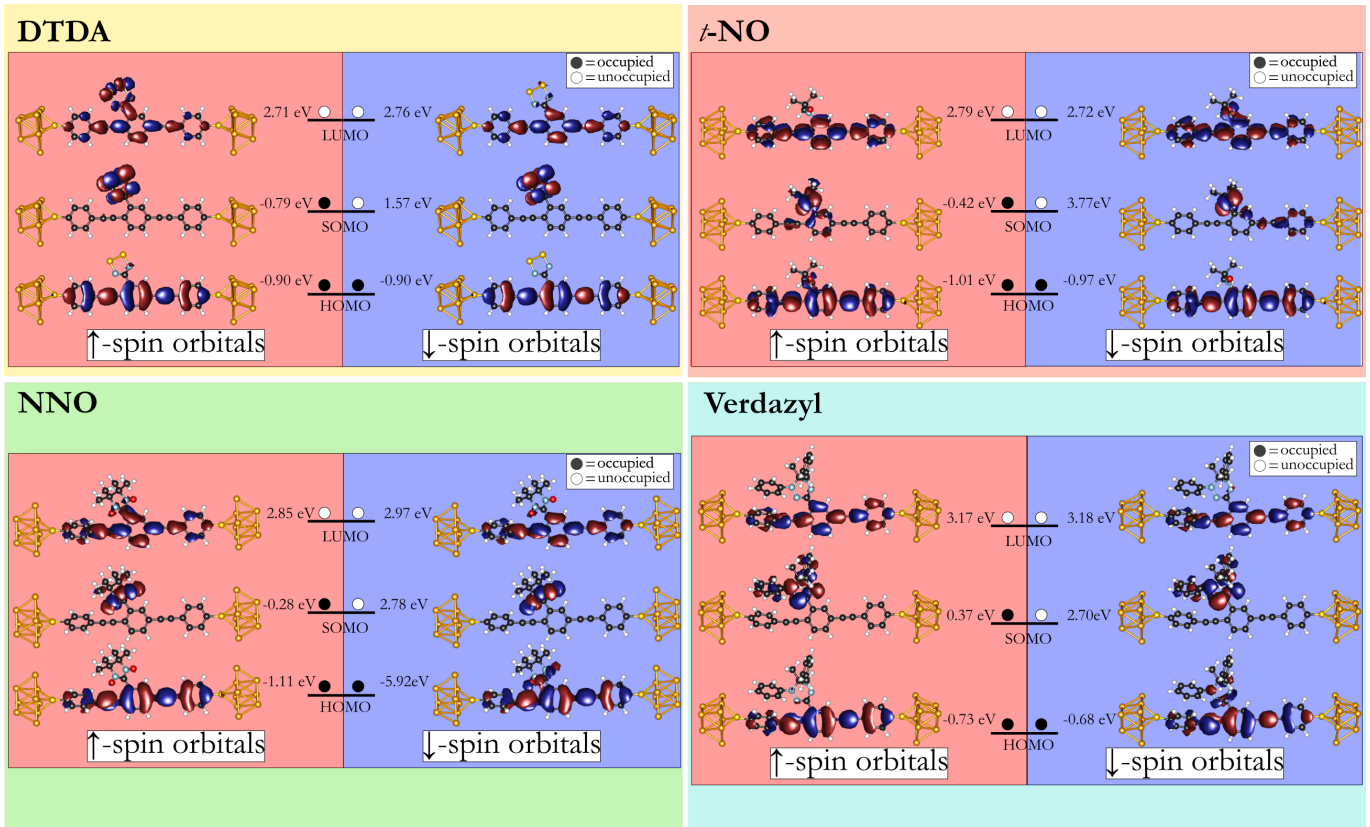 DTDA
● = occupied
○ = unoccupied
2.71 eV 2.76 eV
LUMO
-0.79 eV 1.57 eV
SOMO
-0.90 eV -0.90 eV
HOMO
↑-spin orbitals ↓-spin orbitals
t-NO
● = occupied
○ = unoccupied
2.79 eV 2.72 eV
LUMO
-0.42 eV 3.77eV
SOMO
-1.01 eV -0.97 eV
HOMO
↑-spin orbitals ↓-spin orbitals
NNO
● = occupied
○ = unoccupied
2.85 eV 2.97 eV
LUMO
-0.28 eV 2.78 eV
SOMO
-1.11 eV -5.92eV
HOMO
↑-spin orbitals ↓-spin orbitals
Verdazyl
● = occupied
○ = unoccupied
3.17 eV 3.18 eV
LUMO
0.37 eV 2.70eV
SOMO
-0.73 eV -0.68 eV
HOMO
↑-spin orbitals ↓-spin orbitals